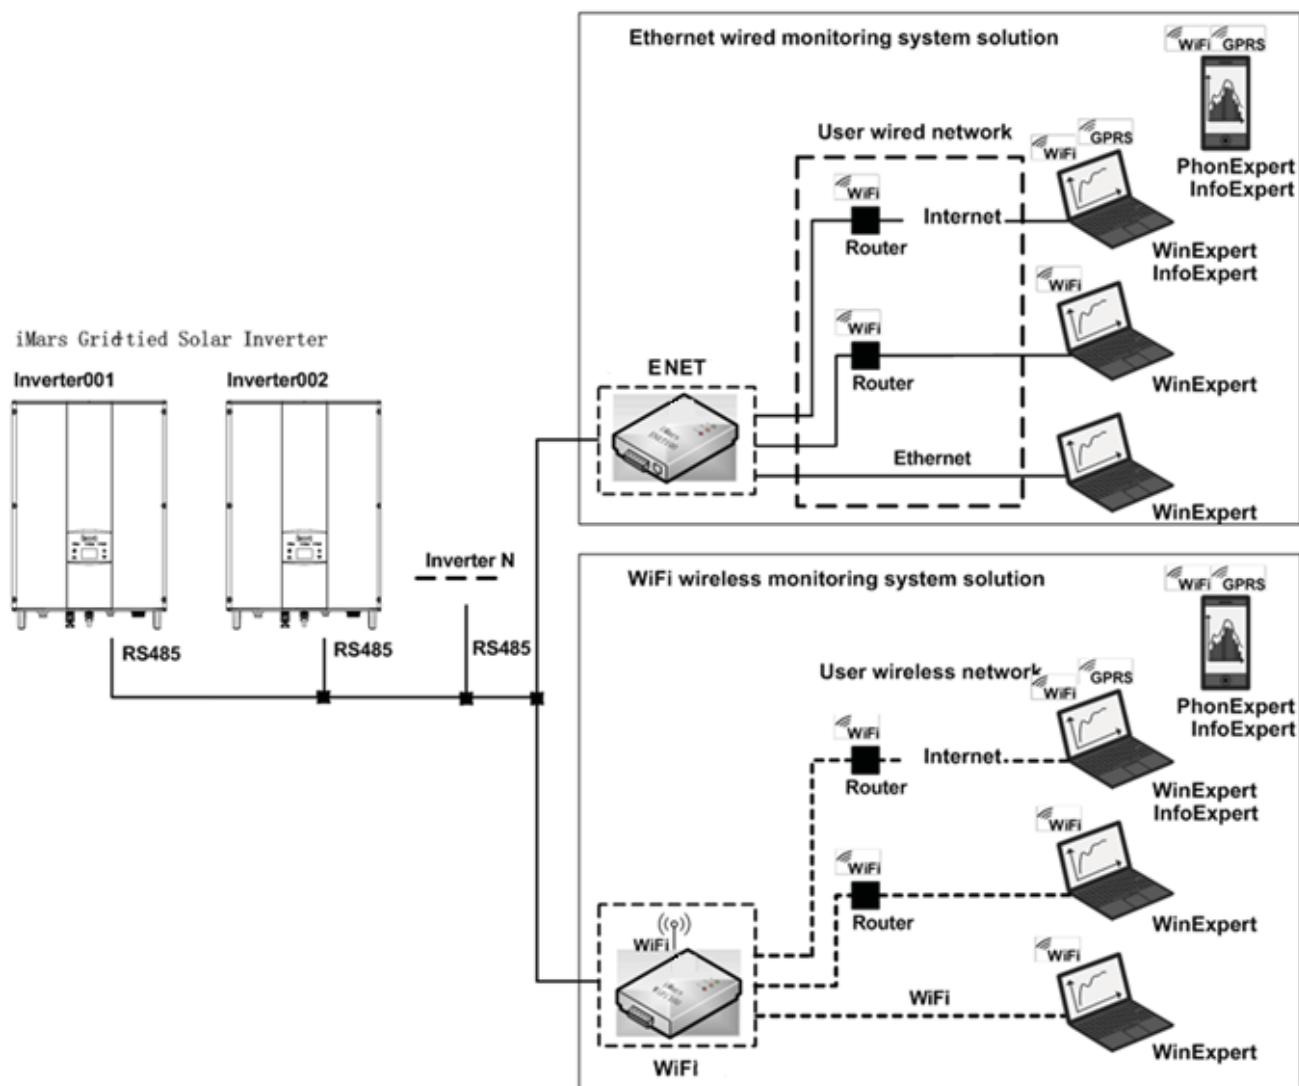 Ethernet wired monitoring system solution
WiFi GPRS
PhonExpert
InfoExpert
User wired network
WiFi GPRS
WiFi
Router
Internet
WinExpert
InfoExpert
WiFi
Router
WiFi
WinExpert
ENET
iMars
Ethernet
WinExpert
iMars Grid-tied Solar Inverter
Inverter001
Inverter002
Inverter N
RS485
RS485
RS485
WiFi wireless monitoring system solution
WiFi GPRS
PhonExpert
InfoExpert
User wireless network
WiFi GPRS
WiFi
Router
Internet
WinExpert
InfoExpert
WiFi
Router
WiFi
WinExpert
WiFi
iMars
WiFi
WiFi
WiFi
WinExpert